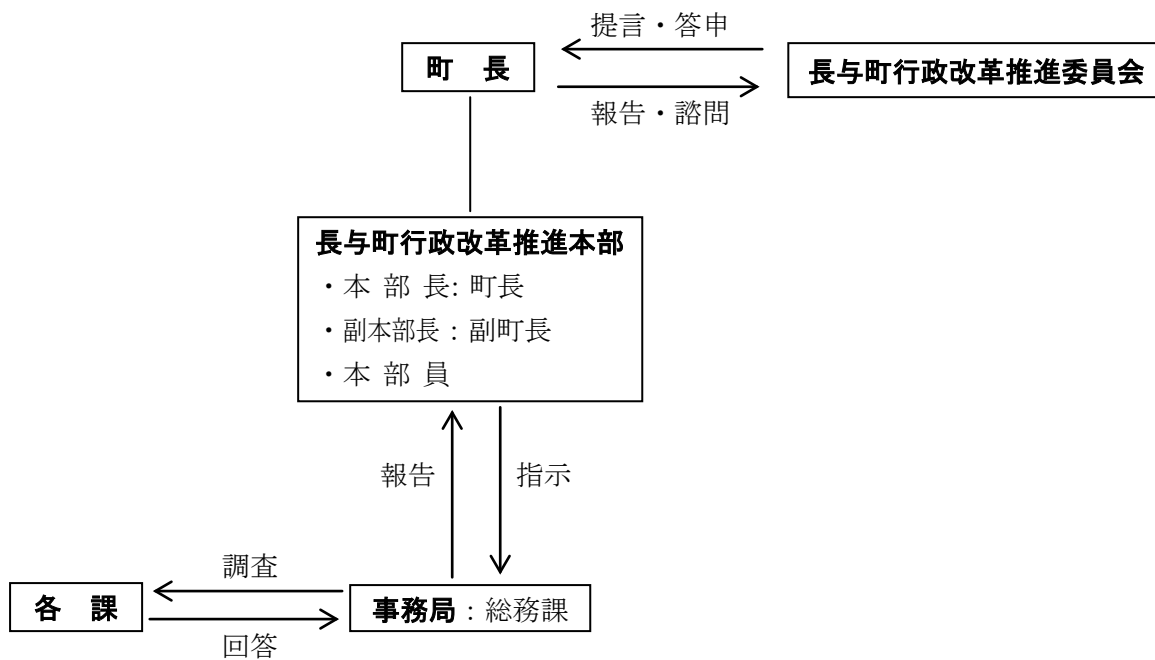 提言・答申
町　長
長与町行政改革推進委員会
報告・諮問
長与町行政改革推進本部
・本 部 長: 町長
・副本部長 : 副町長
・本 部 員
報告
指示
調査
各　課
事務局 : 総務課
回答